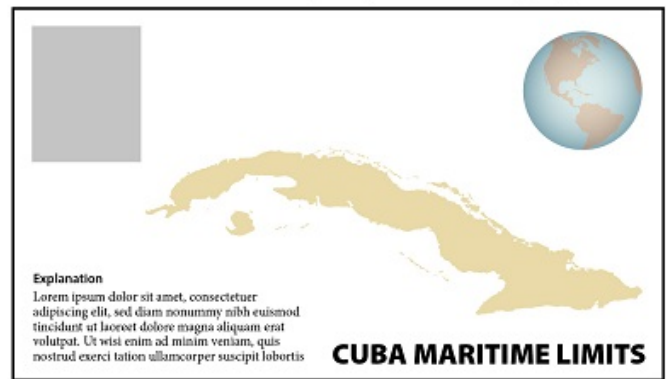 Explanation
Lorem ipsum dolor sit amet, consectetuer
adipiscing elit, sed diam nonummy nibh euismod
tincidunt ut laoreet dolore magna aliquam erat
volutpat. Ut wisi enim ad minim veniam, quis
nostrud exerci tation ullamcorper suscipit lobortis
CUBA MARITIME LIMITS